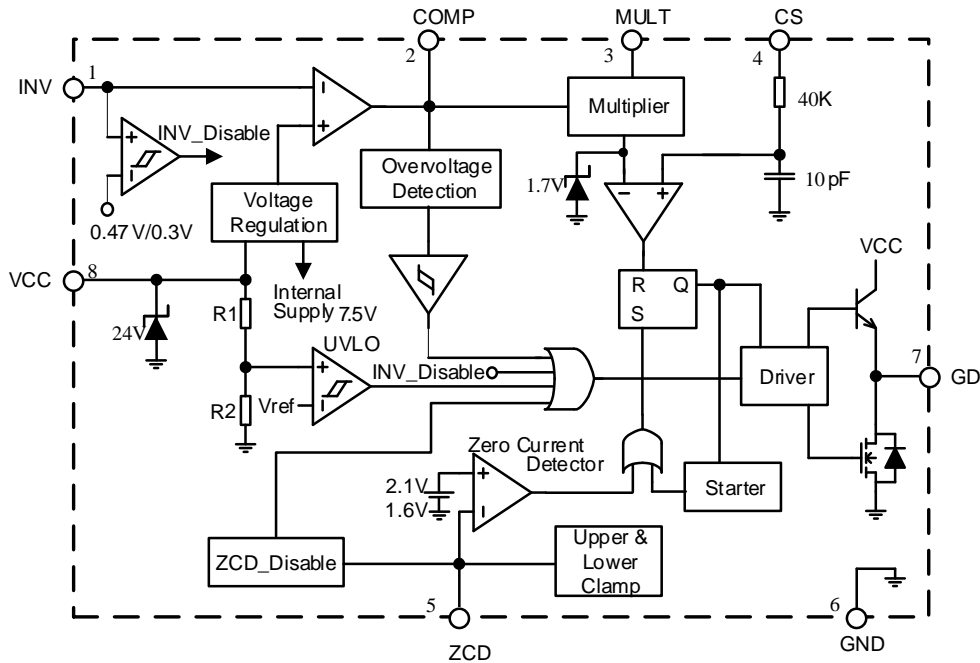 COMP
MULT
CS
2
3
4
INV
1
40K
Multiplier
INV_Disable
Overvoltage
Detection
1.7V
10 pF
Voltage
Regulation
0.47 V/0.3V
VCC
VCC
8
Internal
Supply 7.5V
R Q
S
24V
R1
UVLO
7
INV_Disable
Driver
GD
R2
Vref
Zero Current
Detector
2.1V
1.6V
Starter
ZCD_Disable
Upper &
Lower
Clamp
5
6
ZCD
GND